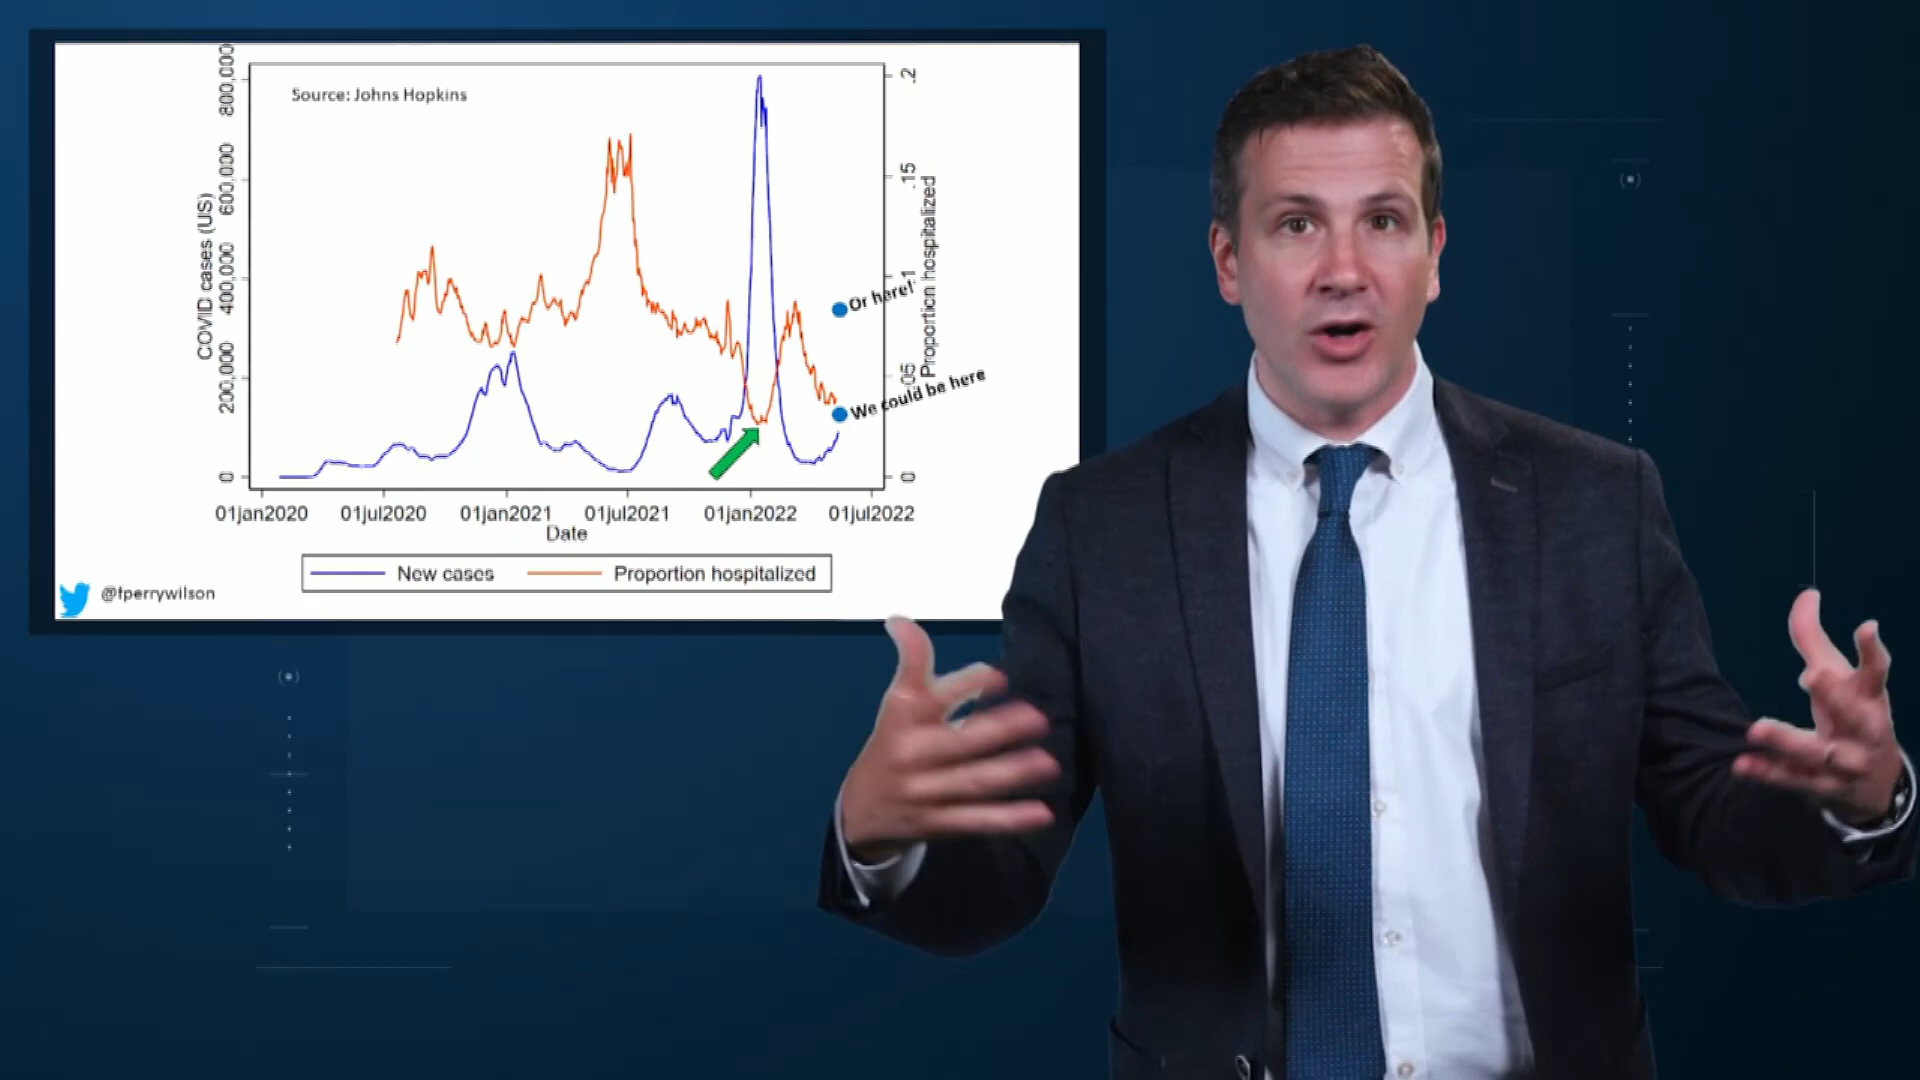 Source: Johns Hopkins
COVID cases (US)
800,000
600,000
400,000
200,000
0
.2
.15
.1
.05
0
Proportion hospitalized
Or here!
We could be here
01jan2020 01jul2020 01jan2021 01jul2021 01jan2022 01jul2022
Date
New cases Proportion hospitalized
@fperrywilson